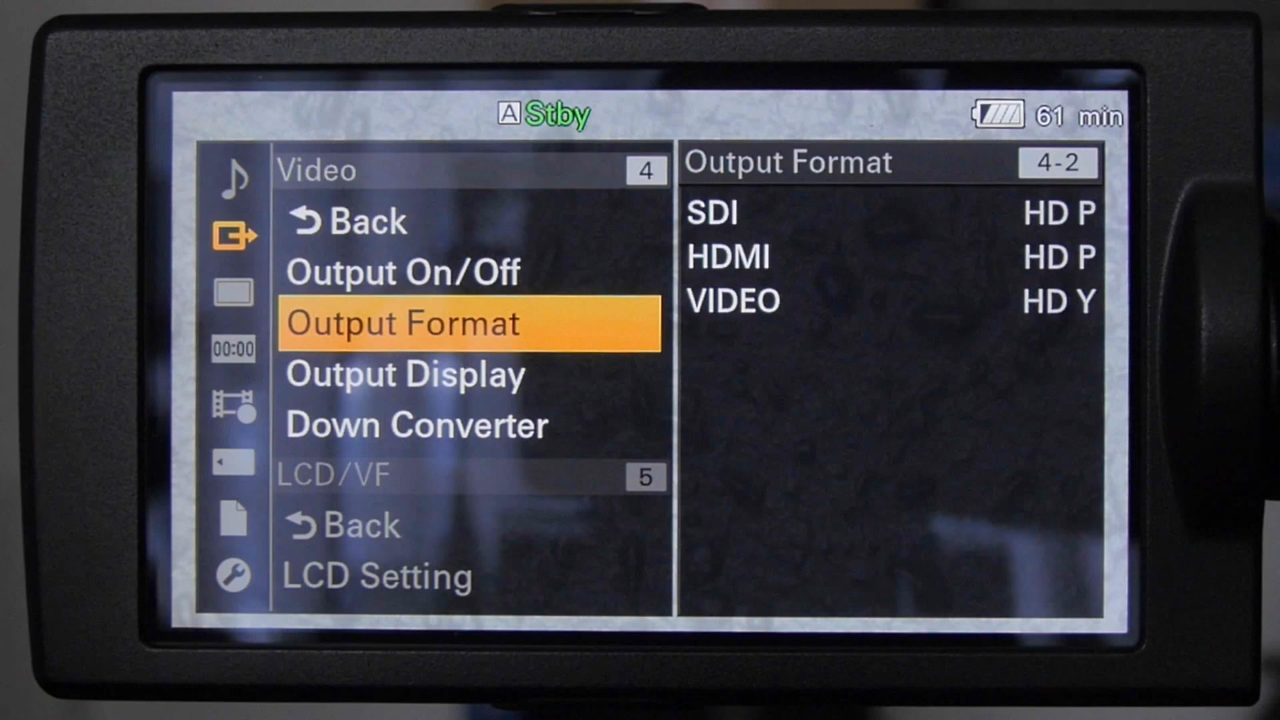 A Stby
61 min
Video 4
Back
Output On/Off
Output Format
Output Display
Down Converter
LCD/VF 5
Back
LCD Setting
00:00
Output Format 4-2
SDI HD P
HDMI HD P
VIDEO HD Y